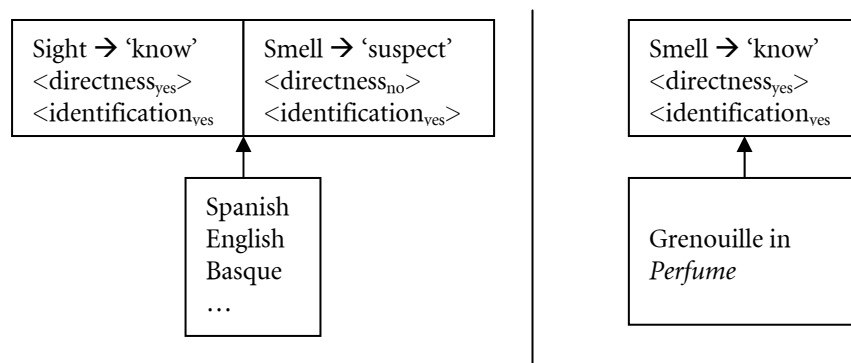 Sight → ‘know’
<directnessyes>
<identificationyes
Smell → ‘suspect’
<directnessno>
<identificationyes>
Spanish
English
Basque
…
Smell → ‘know’
<directnessyes>
<identificationyes
Grenouille in
Perfume